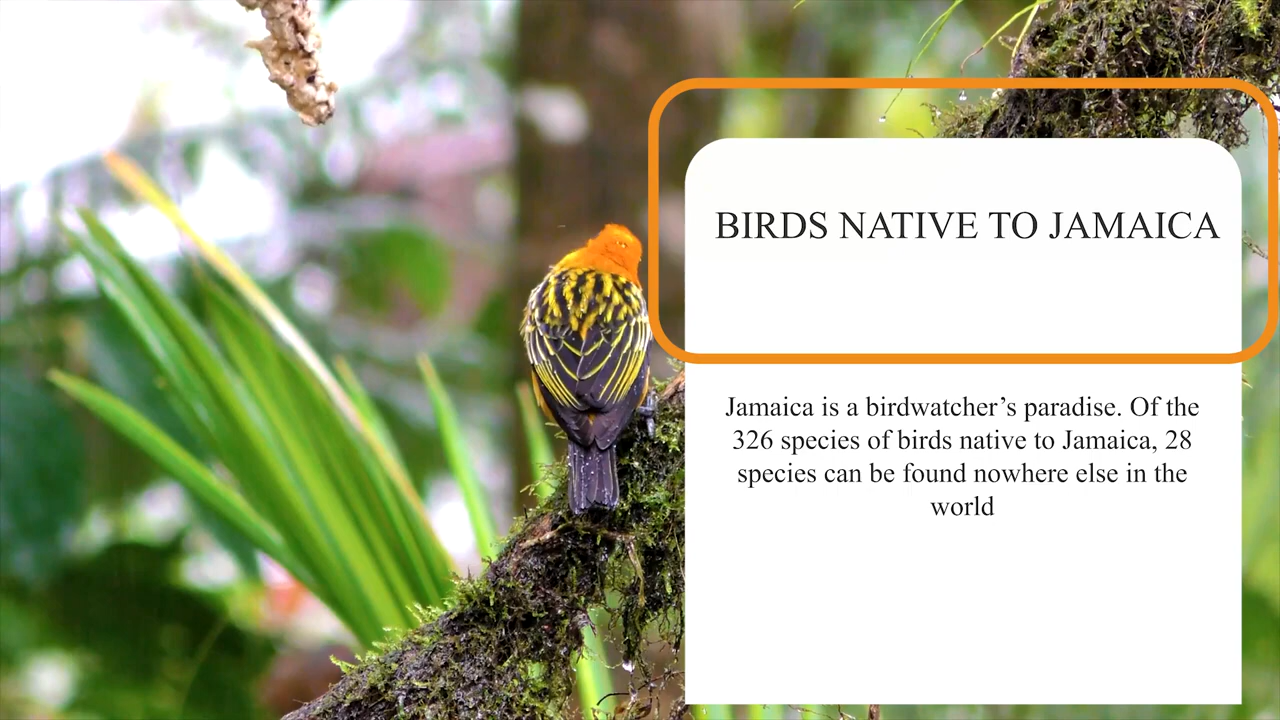 BIRDS NATIVE TO JAMAICA
Jamaica is a birdwatcher’s paradise. Of the
326 species of birds native to Jamaica, 28
species can be found nowhere else in the
world